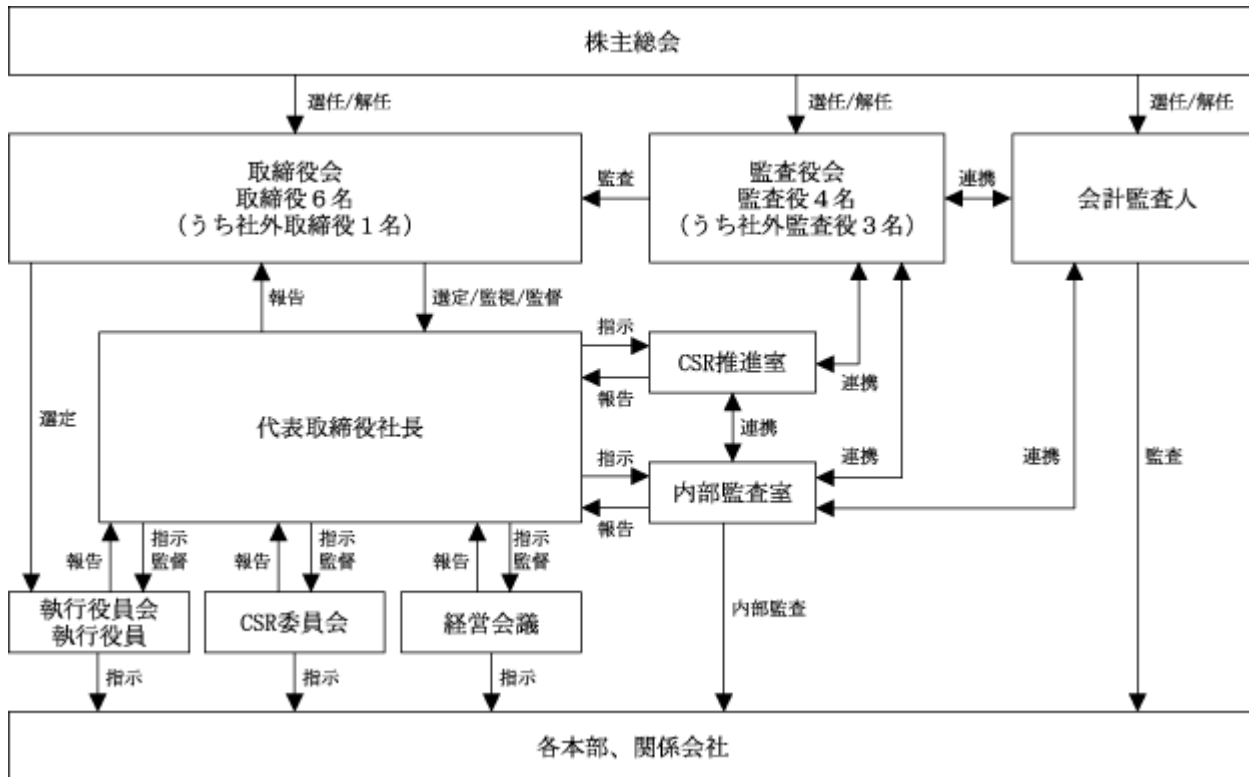 株主総会
選任/解任
選任/解任
選任/解任
取締役会
取締役6名
(うち社外取締役1名)
監査
監査役会
監査役4名
(うち社外監査役3名)
連携
会計監査人
報告
選定/監視/監督
指示
CSR推進室
報告
連携
選定
代表取締役社長
連携
指示
内部監査室
報告
連携
連携
監査
報告
指示
監督
報告
指示
監督
報告
指示
監督
執行役員会
執行役員
CSR委員会
経営会議
内部監査
指示
指示
指示
各本部、関係会社